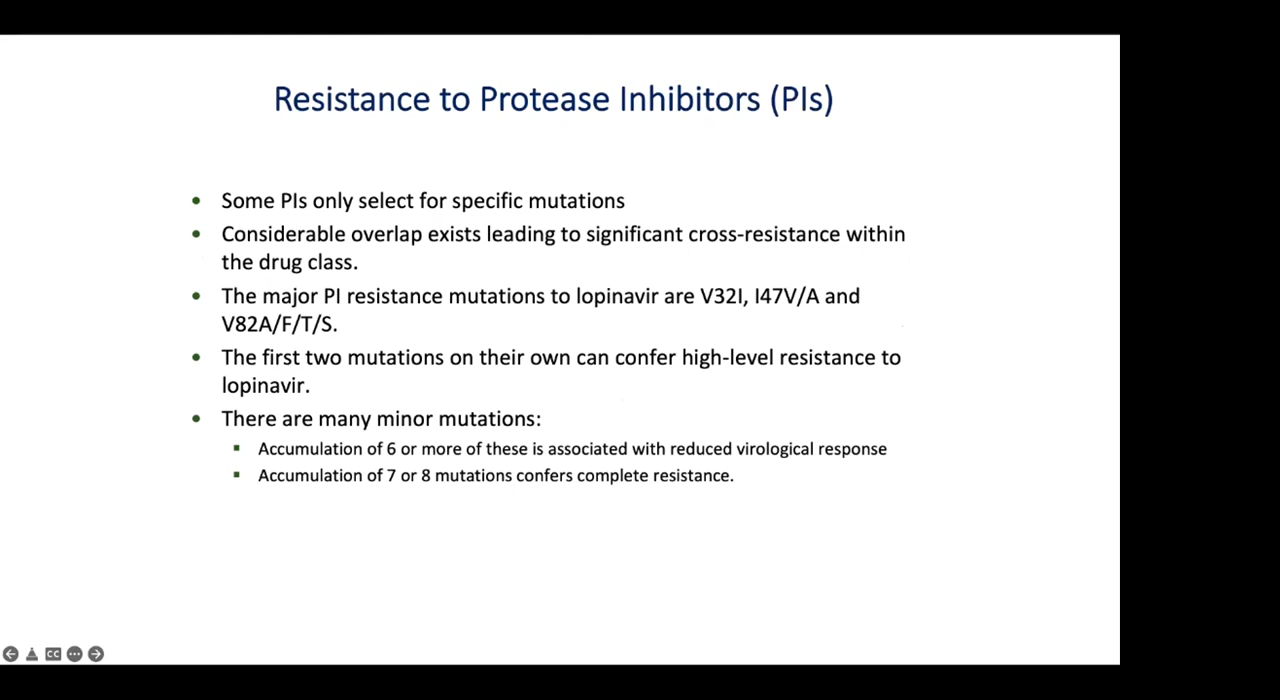 Resistance to Protease Inhibitors (PIs)
• Some PIs only select for specific mutations
• Considerable overlap exists leading to significant cross-resistance within
the drug class.
• The major PI resistance mutations to lopinavir are V32I, I47V/A and
V82A/F/T/S.
• The first two mutations on their own can confer high-level resistance to
lopinavir.
• There are many minor mutations:
▪ Accumulation of 6 or more of these is associated with reduced virological response
▪ Accumulation of 7 or 8 mutations confers complete resistance.
CC